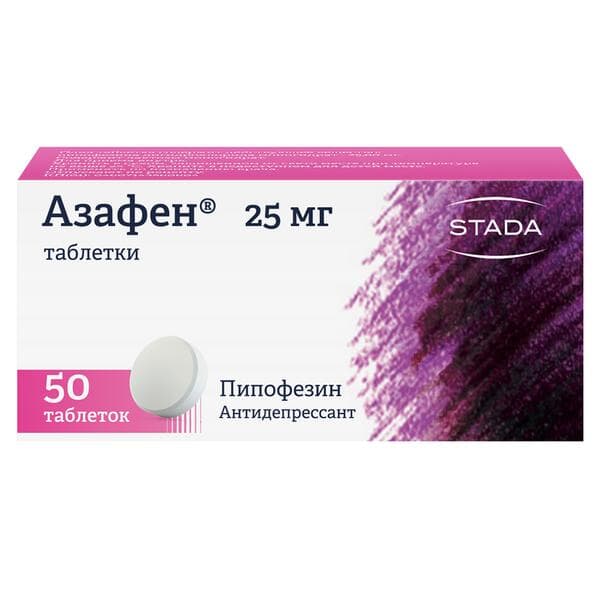 Азафен® 25 мг
таблетки
STADA
50
таблеток
Пипофезин
Антидепрессант